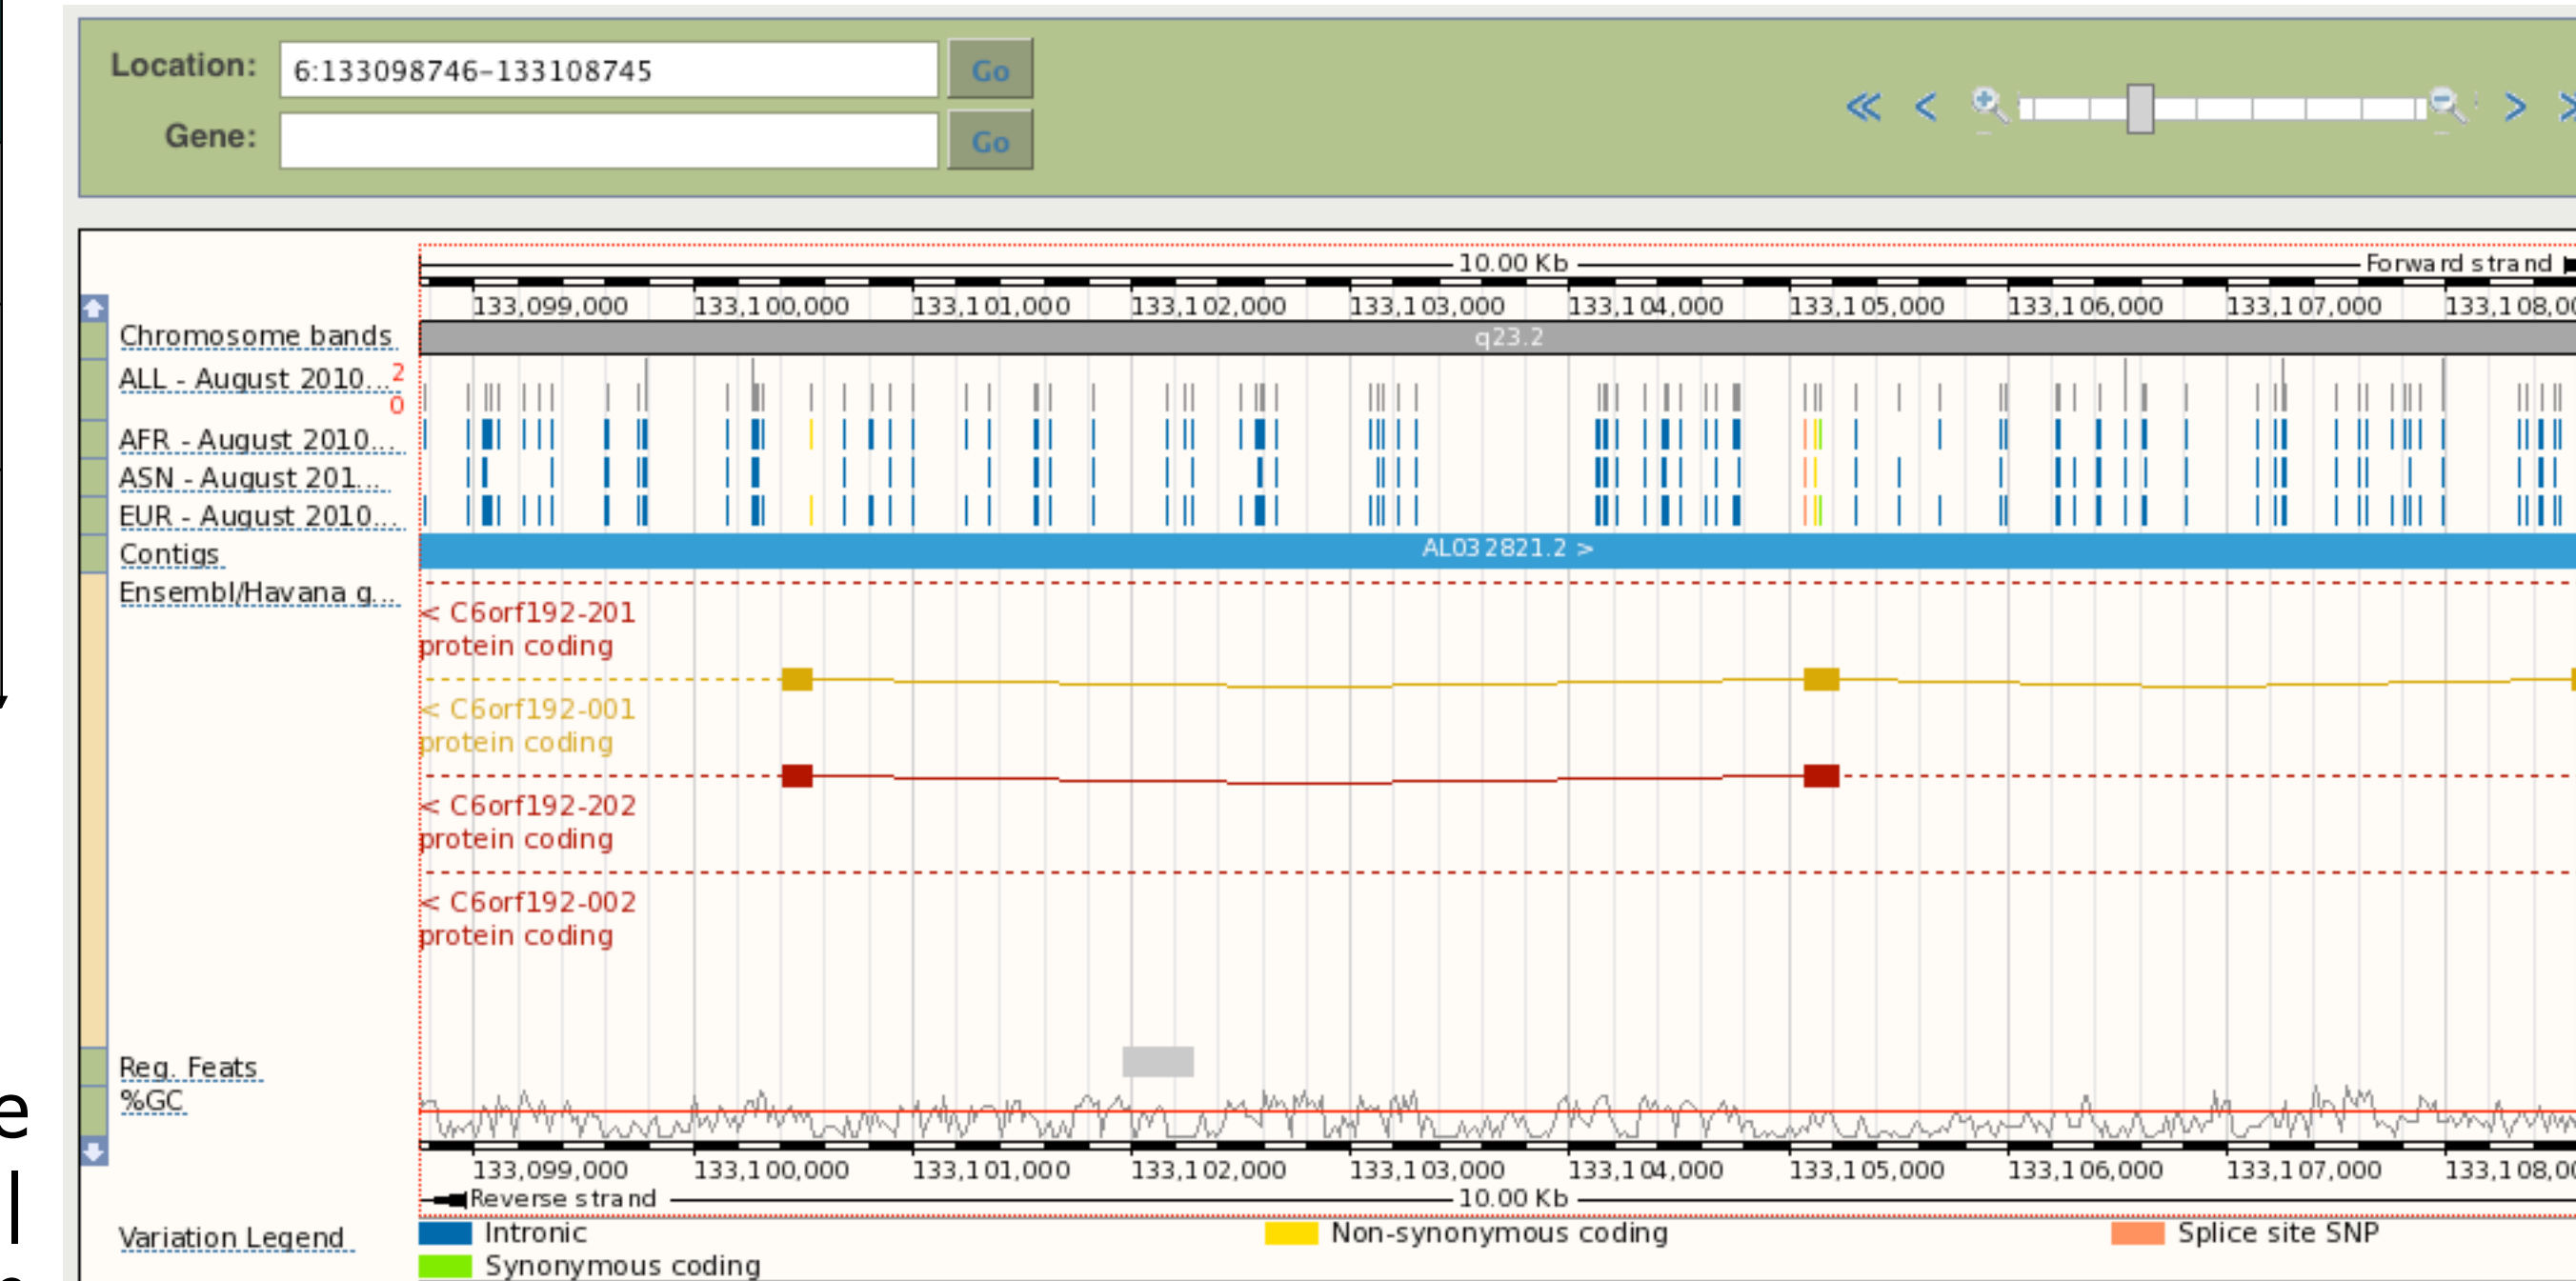 Location: 6:133098746-133108745 Go
Gene: Go
10.00 Kb Forward strand
133,099,000 133,100,000 133,101,000 133,102,000 133,103,000 133,104,000 133,105,000 133,106,000 133,107,000 133,108,0
Chromosome bands q23.2
ALL - August 2010... 2
0
AFR - August 2010...
ASN - August 201...
EUR - August 2010...
Contigs AL032821.2 >
Ensembl/Havana g...
< C6orf192-201
protein coding
< C6orf192-001
protein coding
< C6orf192-202
protein coding
< C6orf192-002
protein coding
Reg. Feats
%GC
e
l
133,099,000 133,100,000 133,101,000 133,102,000 133,103,000 133,104,000 133,105,000 133,106,000 133,107,000 133,108,0
Reverse strand 10.00 Kb
Variation Legend Intronic Non-synonymous coding Splice site SNP
Synonymous coding